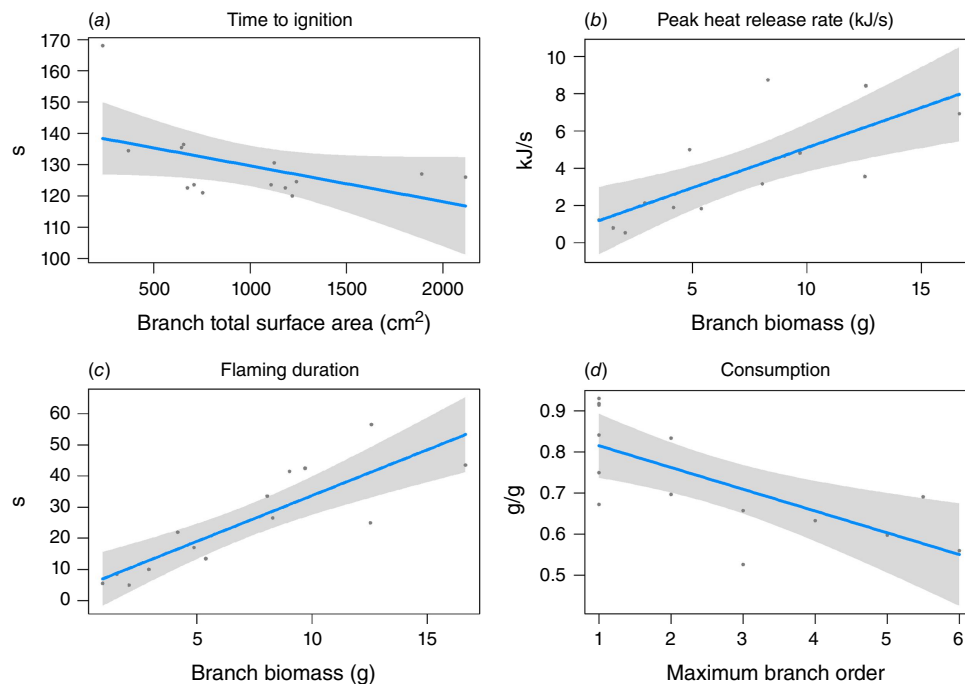 (a) Time to ignition
170
160
150
140
130
120
110
100
s
500 1000 1500 2000
Branch total surface area (cm²)
(b) Peak heat release rate (kJ/s)
10
8
6
4
2
0
kJ/s
5 10 15
Branch biomass (g)
(c) Flaming duration
60
50
40
30
20
10
0
s
5 10 15
Branch biomass (g)
(d) Consumption
0.9
0.8
0.7
0.6
0.5
g/g
1 2 3 4 5 6
Maximum branch order